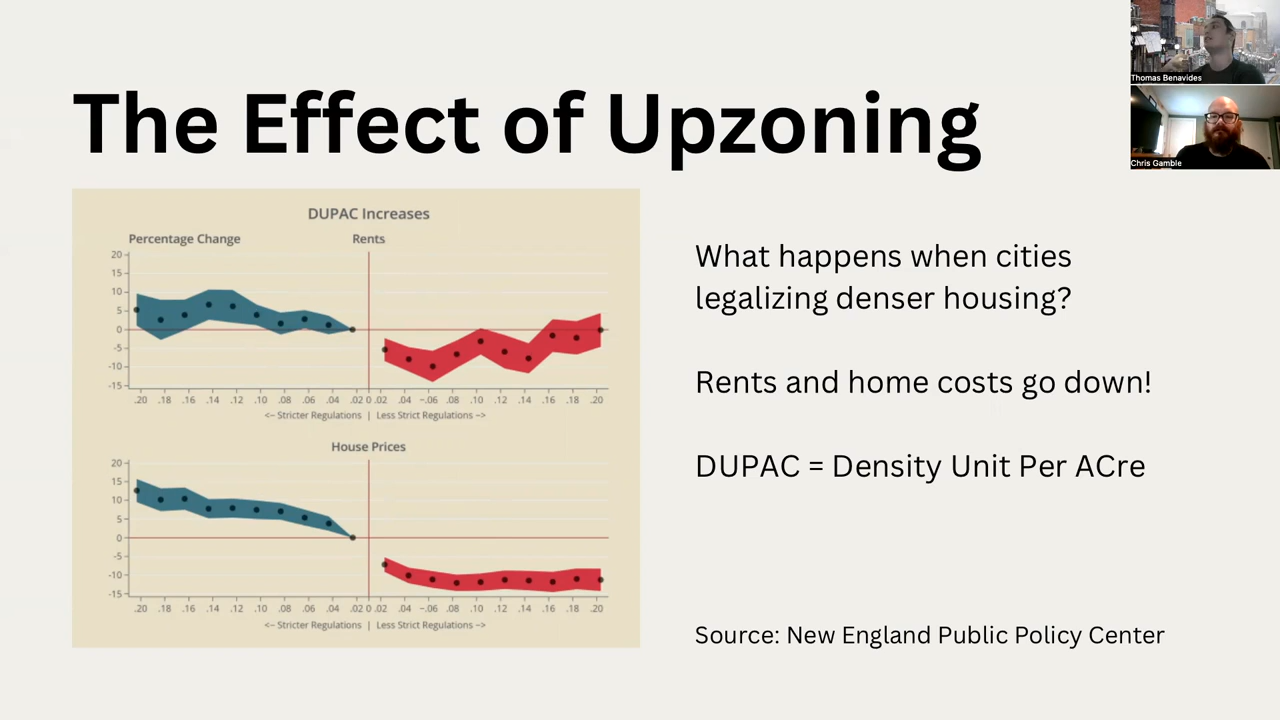 The Effect of Upzoning
Thomas Benavides
Chris Gamble
DUPAC Increases
Percentage Change
Rents
20
15
10
5
0
-5
-10
-15
.20 .18 .16 .14 .12 .10 .08 .06 .04 .02 0 .02 .04 ~.06 .08 .10 .12 .14 .16 .18 .20
<~ Stricter Regulations | Less Strict Regulations ~>
House Prices
20
15
10
5
0
-5
-10
-15
.20 .18 .16 .14 .12 .10 .08 .06 .04 .02 0 .02 .04 ~.06 .08 .10 .12 .14 .16 .18 .20
<~ Stricter Regulations | Less Strict Regulations ~>
What happens when cities
legalizing denser housing?
Rents and home costs go down!
DUPAC = Density Unit Per ACre
Source: New England Public Policy Center